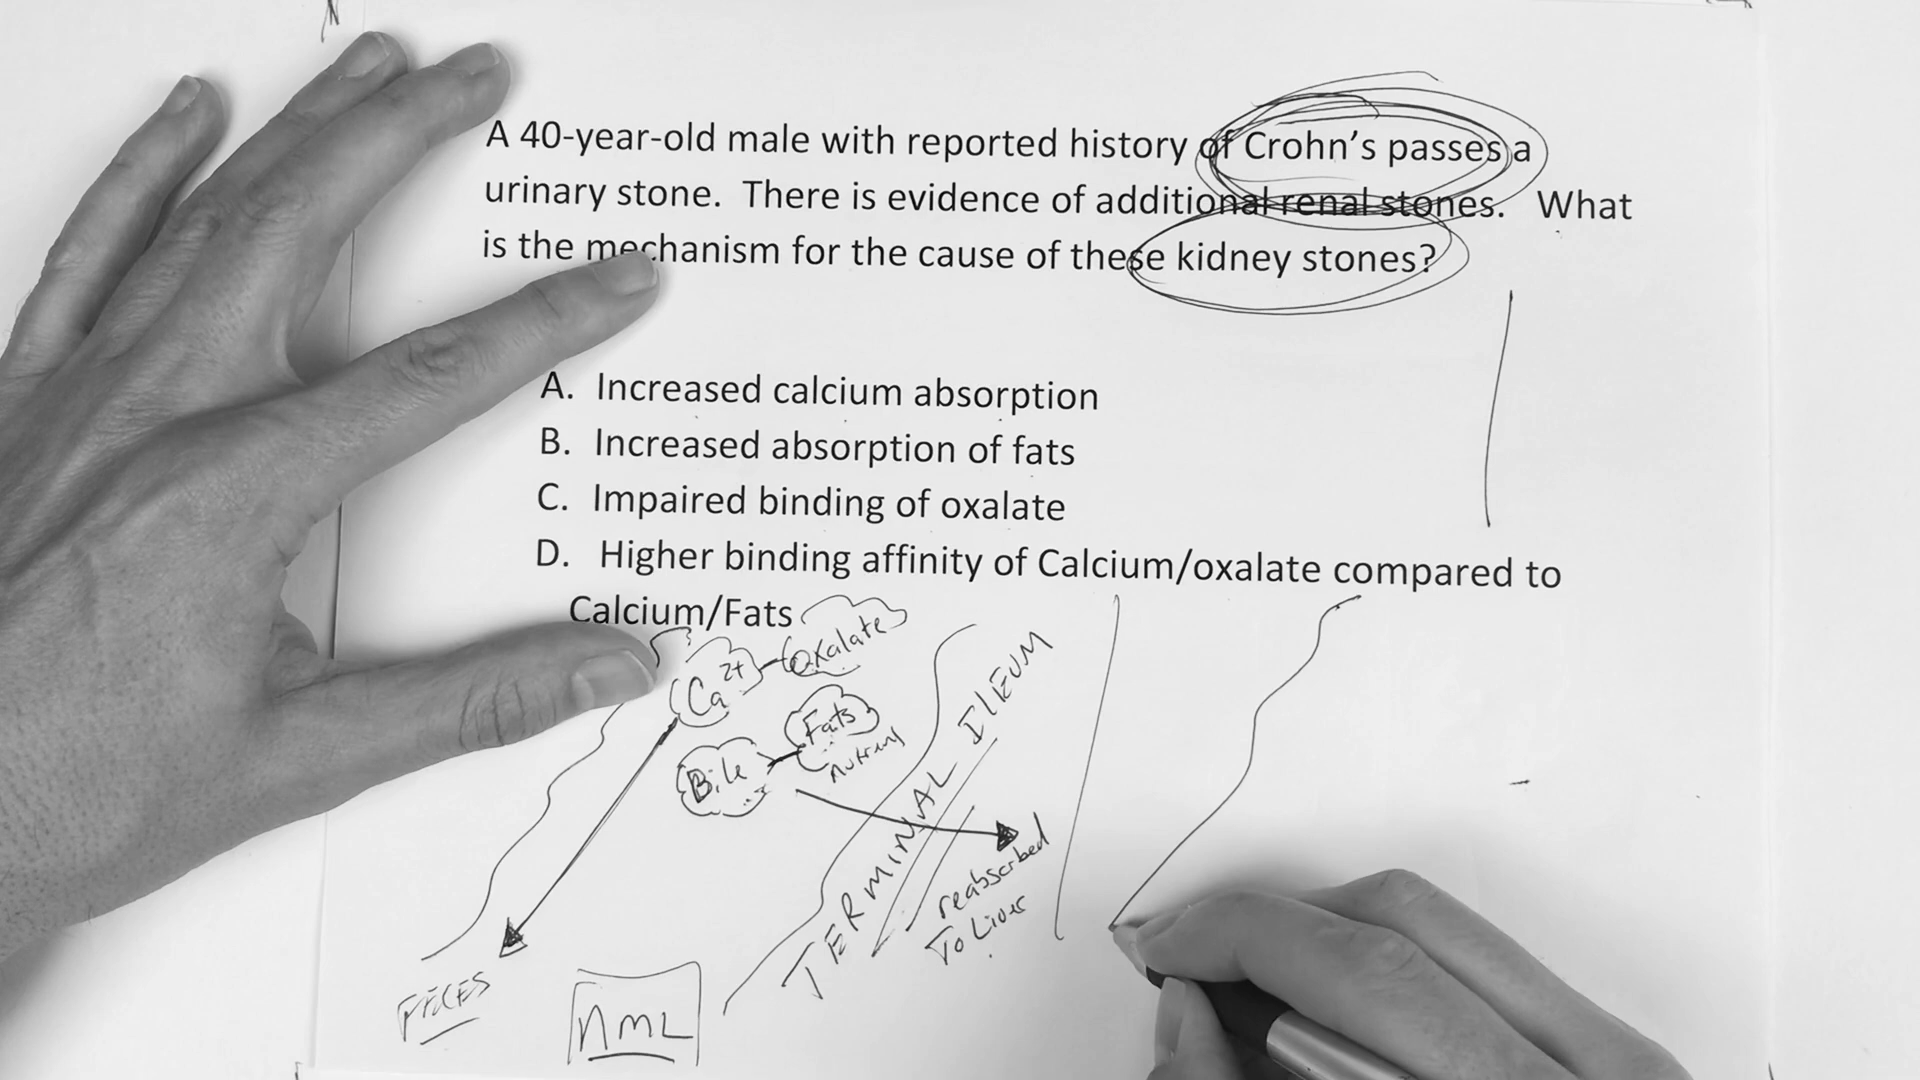 A 40-year-old male with reported history of Crohn's passes a
urinary stone. There is evidence of additional renal stones. What
is the mechanism for the cause of these kidney stones?
A. Increased calcium absorption
B. Increased absorption of fats
C. Impaired binding of oxalate
D. Higher binding affinity of Calcium/oxalate compared to
Calcium/Fats
Ca2+ Oxalate
Bile Fats
TERMINAL ILEUM
reabsorbed
To Liver
FECES
NML